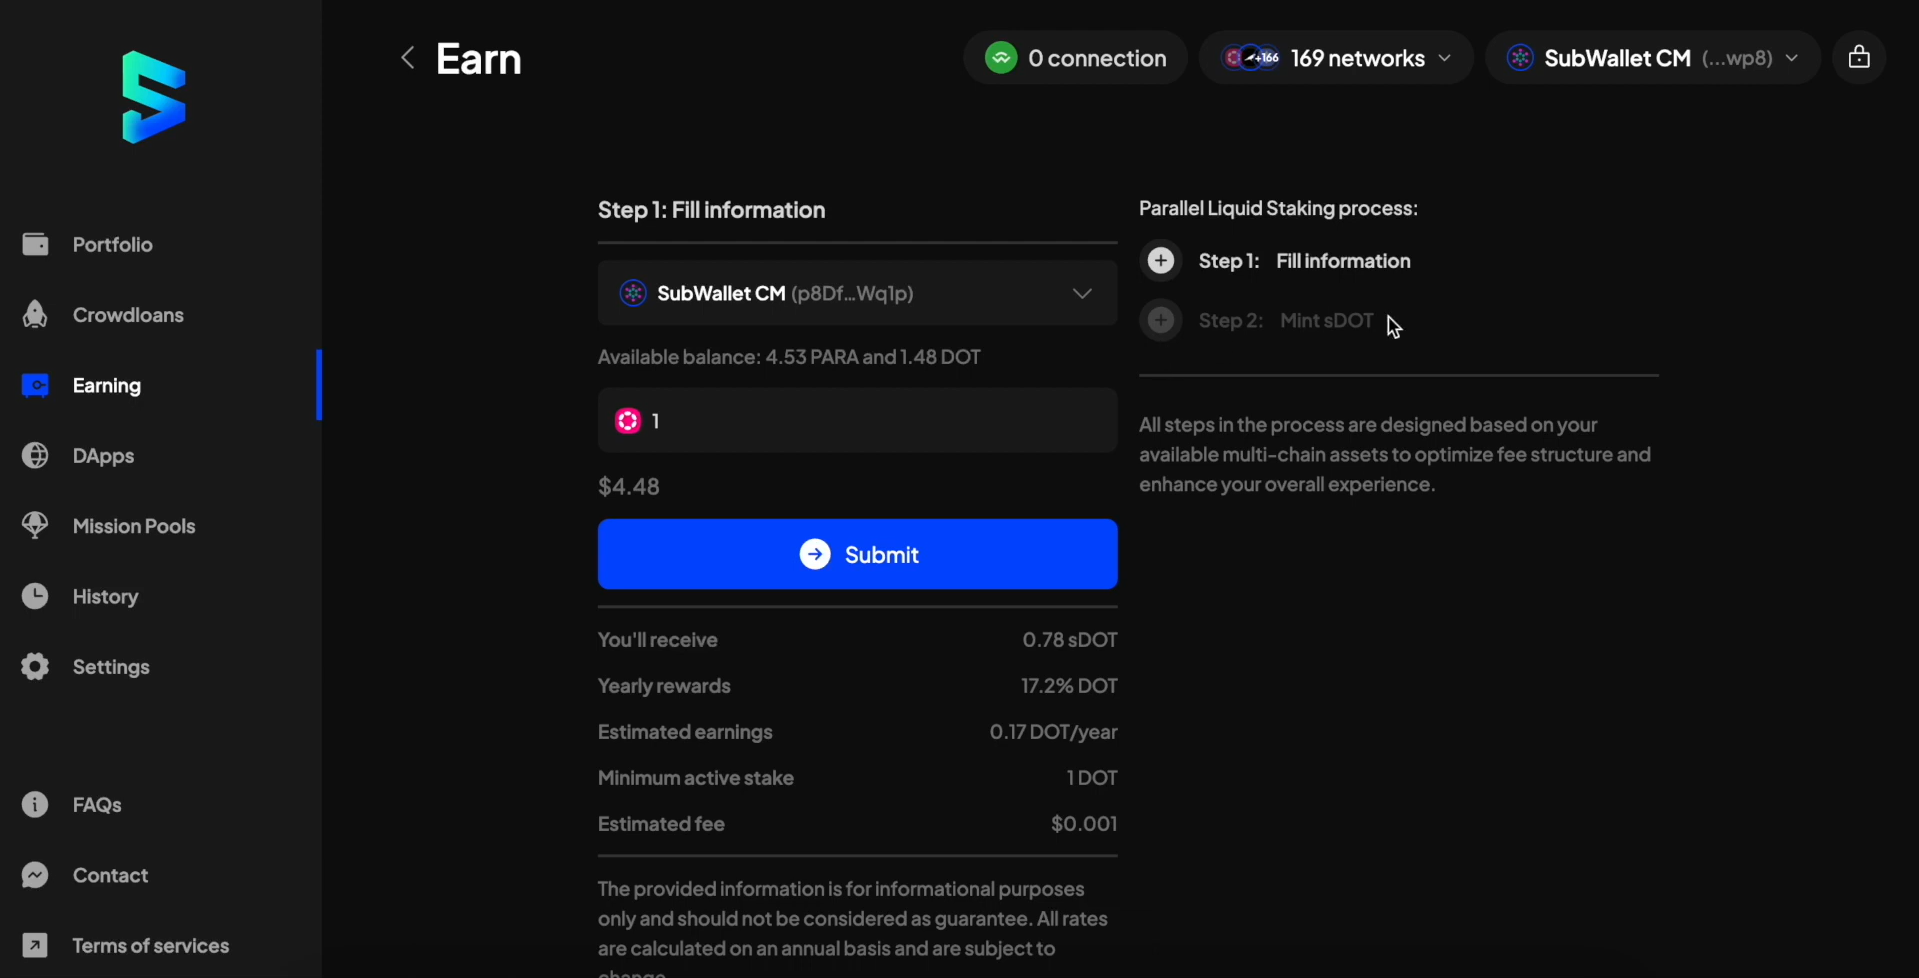 Earn
0 connection
+166
169 networks
SubWallet CM (...wp8)
Portfolio
Crowdloans
Earning
DApps
Mission Pools
History
Settings
FAQs
Contact
Terms of services
Step 1: Fill information
SubWallet CM (p8Df...Wq1p)
Available balance: 4.53 PARA and 1.48 DOT
1
$4.48
Submit
You'll receive 0.78 sDOT
Yearly rewards 17.2% DOT
Estimated earnings 0.17 DOT/year
Minimum active stake 1 DOT
Estimated fee $0.001
The provided information is for informational purposes
only and should not be considered as guarantee. All rates
are calculated on an annual basis and are subject to
change.
Parallel Liquid Staking process:
Step 1: Fill information
Step 2: Mint sDOT
All steps in the process are designed based on your
available multi-chain assets to optimize fee structure and
enhance your overall experience.